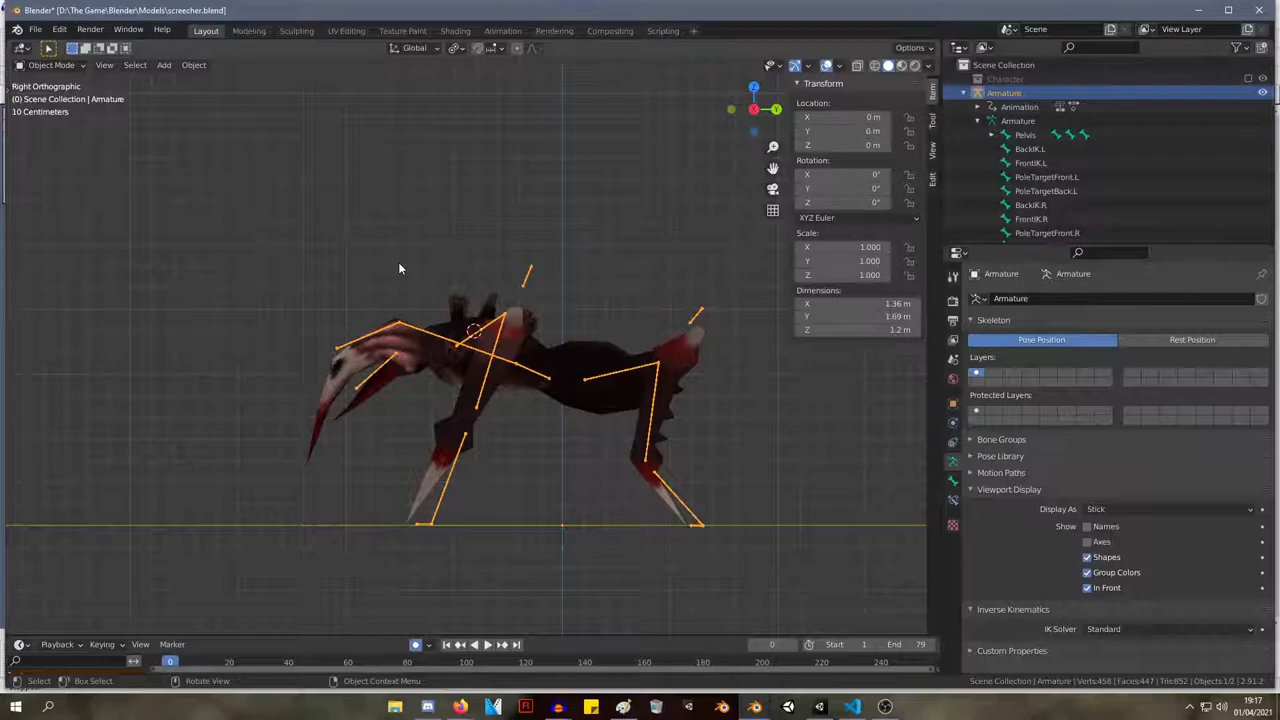 Blender* [D:\The Game\Blender\Models\screecher.blend]
File Edit Render Window Help Layout Modeling Sculpting UV Editing Texture Paint Shading Animation Rendering Compositing Scripting + Scene View Layer
Global Options
Object Mode View Select Add Object
Right Orthographic
(0) Scene Collection | Armature
10 Centimeters
X Y
Z
Transform
Location:
X 0 m
Y 0 m
Z 0 m
Rotation:
X 0°
Y 0°
Z 0°
XYZ Euler
Scale:
X 1.000
Y 1.000
Z 1.000
Dimensions:
X 1.36 m
Y 1.69 m
Z 1.2 m
Item
Tool
View
Edit
Scene Collection
Character
Armature
Animation
Armature
Pelvis
BackIK.L
FrontIK.L
PoleTargetFront.L
PoleTargetBack.L
BackIK.R
FrontIK.R
PoleTargetFront.R
Armature Armature
Armature
Skeleton
Pose Position Rest Position
Layers:
Protected Layers:
Bone Groups
Pose Library
Motion Paths
Viewport Display
Display As Stick
Show Names
Axes
Shapes
Group Colors
In Front
Inverse Kinematics
IK Solver Standard
Custom Properties
Playback Keying View Marker 0 Start 1 End 79
0 20 40 60 80 100 120 140 160 180 200 220 240
Select Box Select Rotate View Object Context Menu Scene Collection | Armature | Verts:458 | Faces:447 | Tris:852 | Objects:1/2 | 2.91.2
19:17
01/04/2021